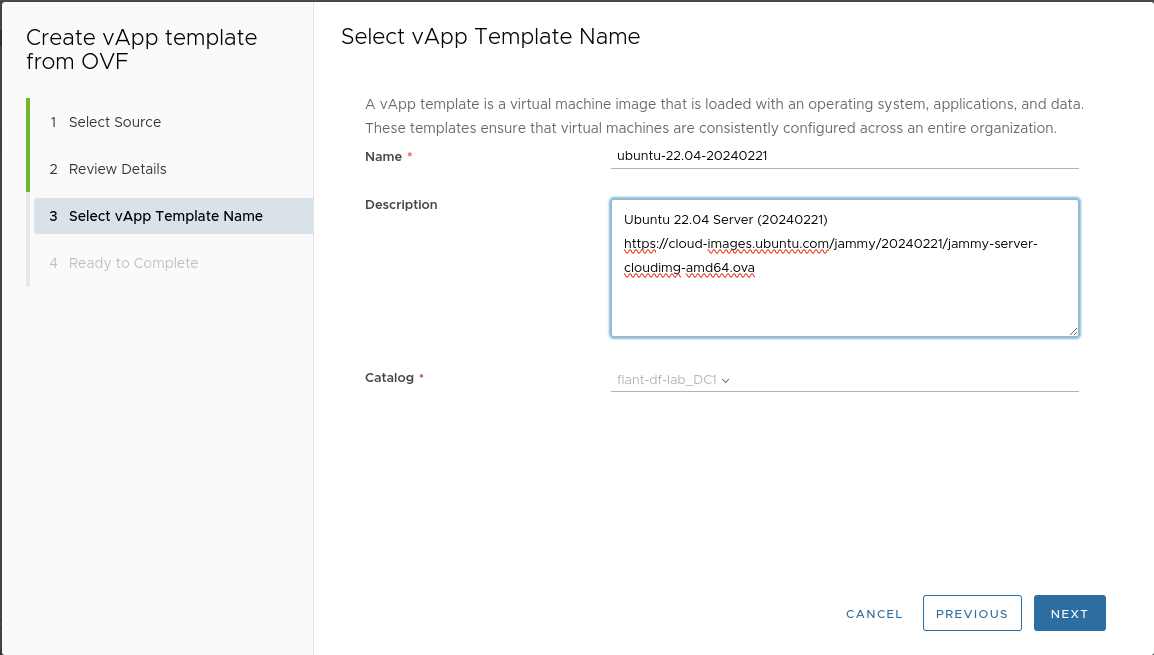 Create vApp template
from OVF
1 Select Source
2 Review Details
3 Select vApp Template Name
4 Ready to Complete
Select vApp Template Name
A vApp template is a virtual machine image that is loaded with an operating system, applications, and data.
These templates ensure that virtual machines are consistently configured across an entire organization.
Name *
ubuntu-22.04-20240221
Description
Ubuntu 22.04 Server (20240221)
https://cloud-images.ubuntu.com/jammy/20240221/jammy-server-
cloudimg-amd64.ova
Catalog *
flant-df-lab_DC1
CANCEL
PREVIOUS
NEXT